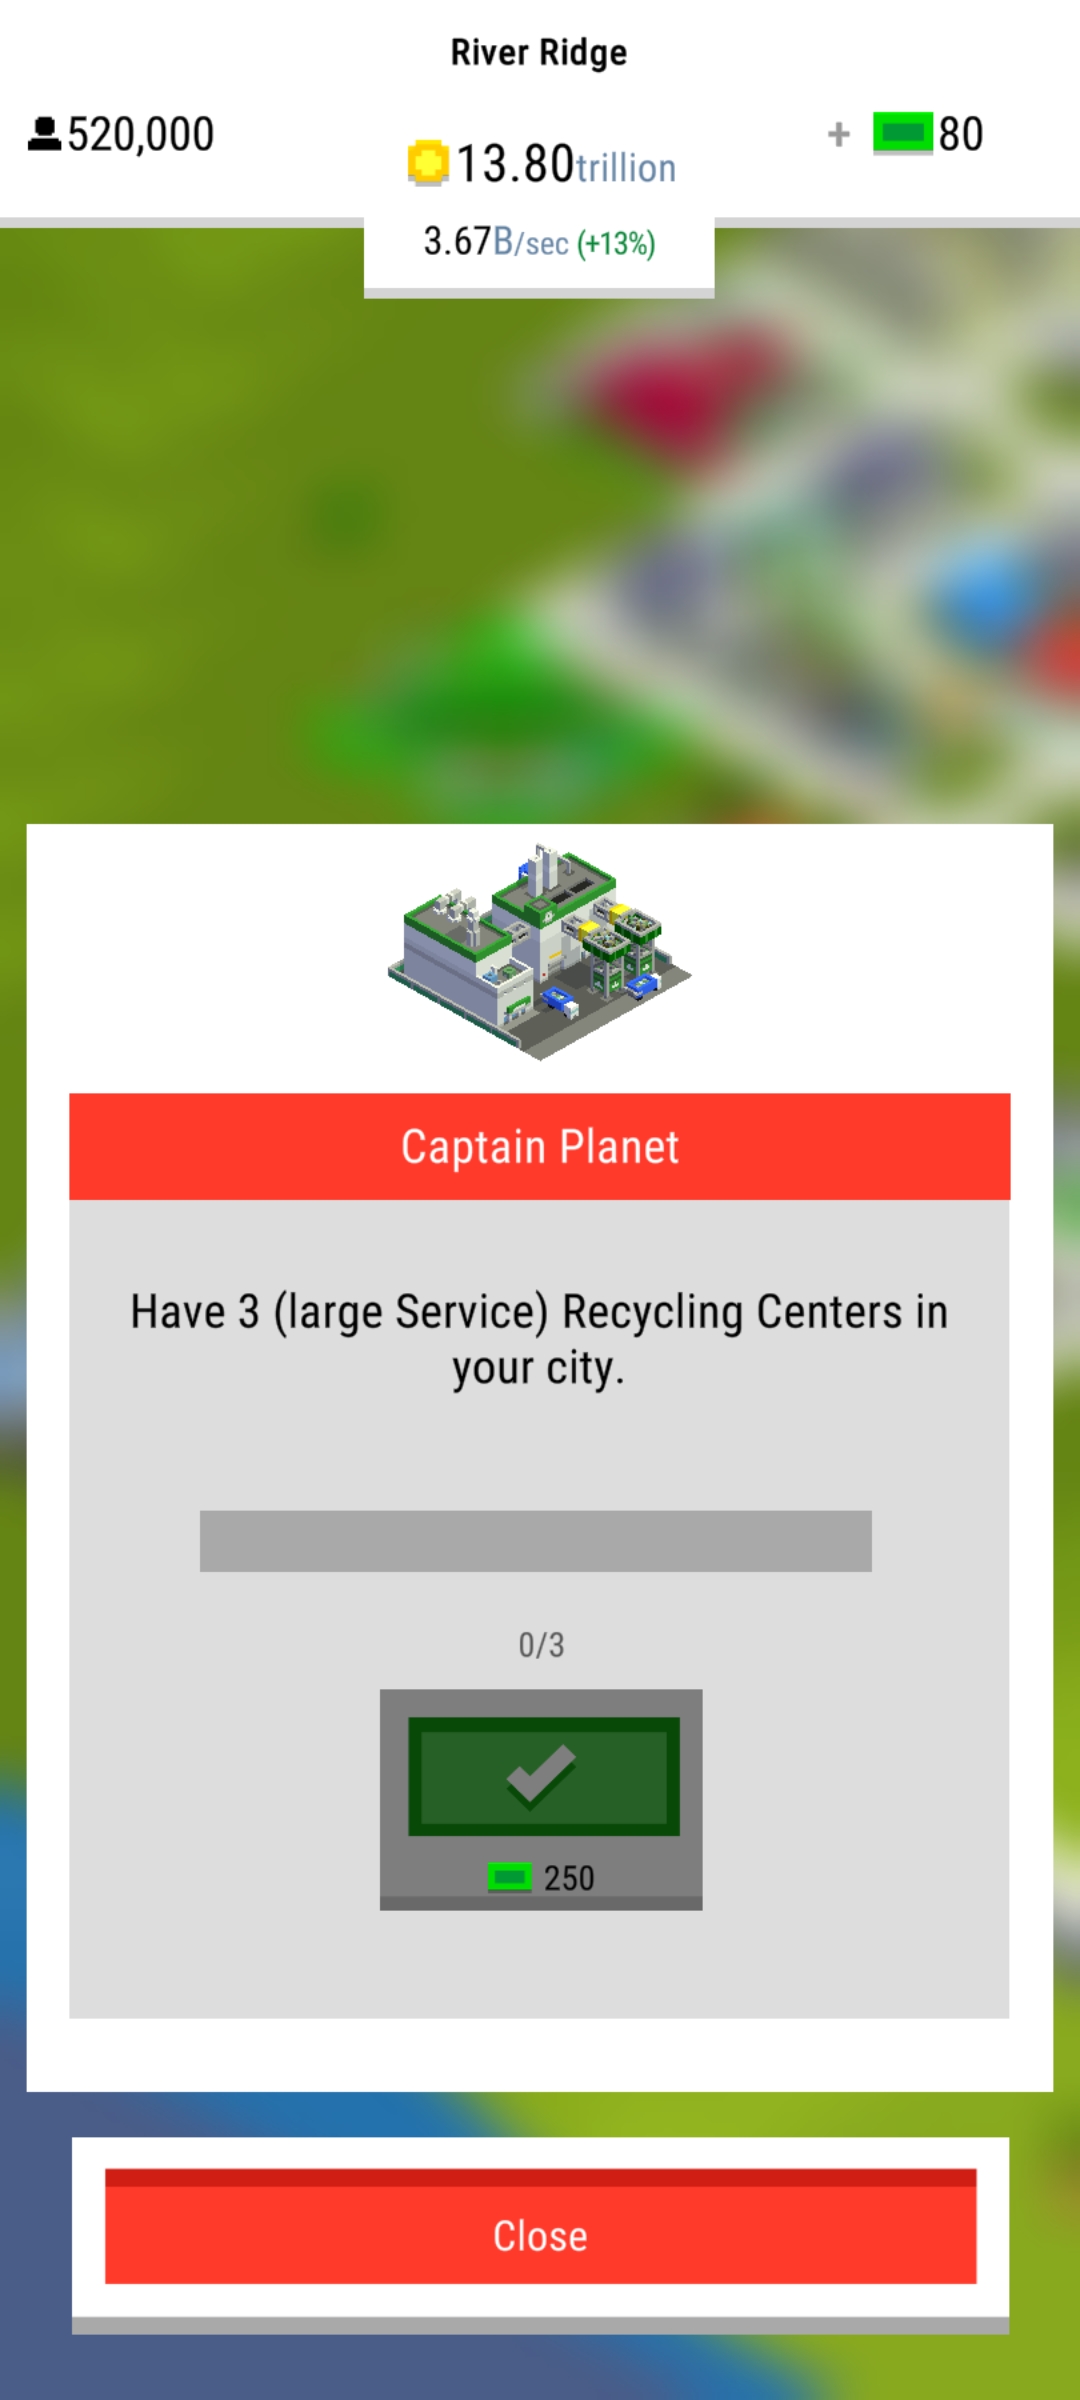 River Ridge
520,000
13.80trillion
+ 80
3.67B/sec (+13%)
Captain Planet
Have 3 (large Service) Recycling Centers in
your city.
0/3
250
Close